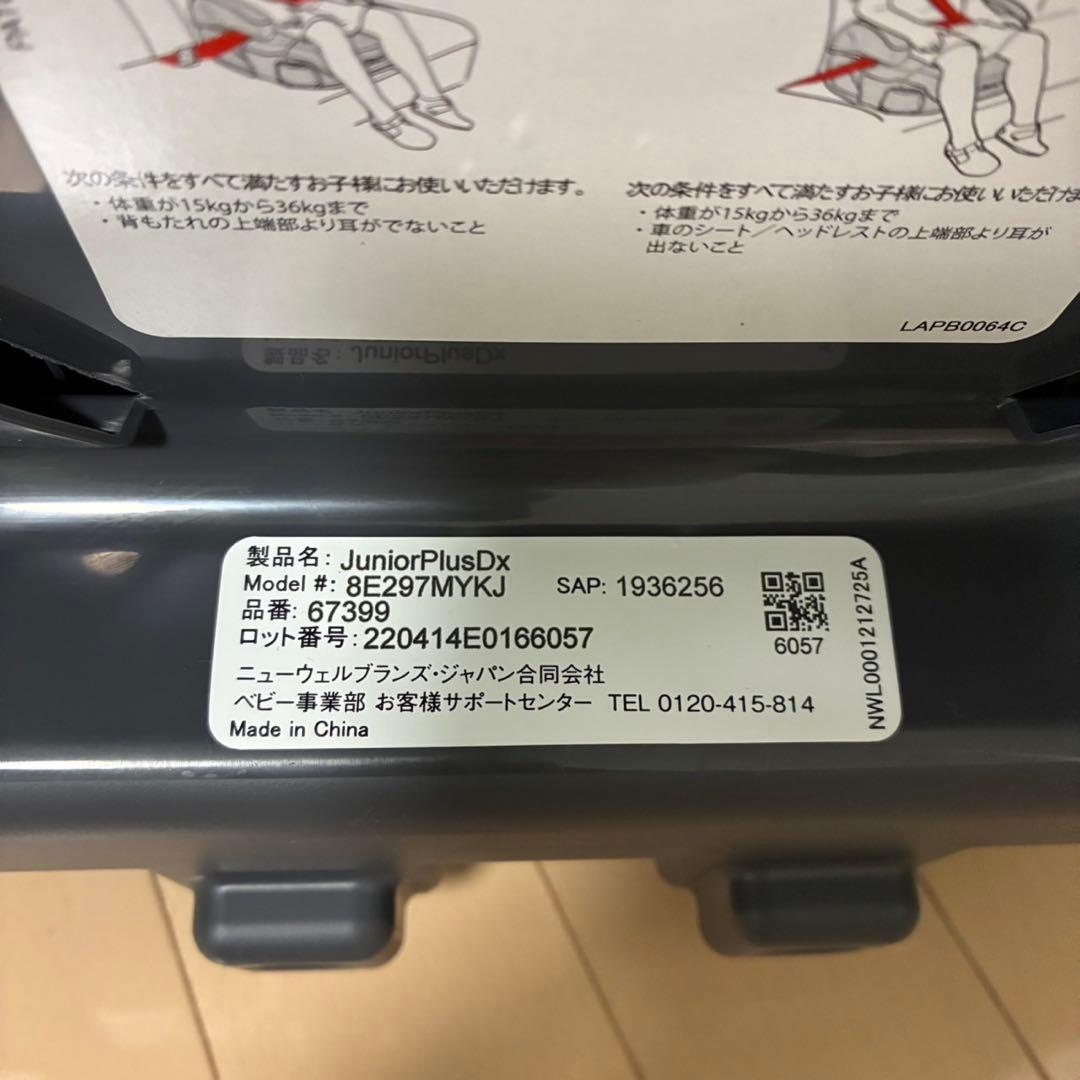 次の条件をすべて満たすお子様にお使いいただけます。
・体重が15kgから36kgまで
・背もたれの上端部より耳がでないこと
次の条件をすべて満たすお子様にお使いいただけま
・体重が15kgから36kgまで
・車のシート／ヘッドレストの上端部より耳が
出ないこと
LAPB0064C
製品名: JuniorPlusDx
Model #: 8E297MYKJ SAP: 1936256
品番: 67399
ロット番号: 220414E0166057
6057
ニューウェルブランズ・ジャパン合同会社
ベビー事業部 お客様サポートセンター TEL 0120-415-814
Made in China
NWL0001212725A